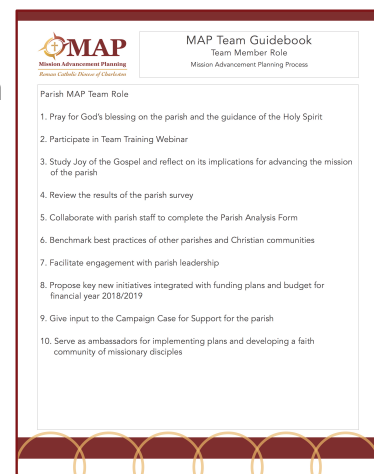 MAP
Mission Advancement Planning
Roman Catholic Diocese of Charleston
MAP Team Guidebook
Team Member Role
Mission Advancement Planning Process
Parish MAP Team Role
1. Pray for God's blessing on the parish and the guidance of the Holy Spirit
2. Participate in Team Training Webinar
3. Study Joy of the Gospel and reflect on its implications for advancing the mission
of the parish
4. Review the results of the parish survey
5. Collaborate with parish staff to complete the Parish Analysis Form
6. Benchmark best practices of other parishes and Christian communities
7. Facilitate engagement with parish leadership
8. Propose key new initiatives integrated with funding plans and budget for
financial year 2018/2019
9. Give input to the Campaign Case for Support for the parish
10. Serve as ambassadors for implementing plans and developing a faith
community of missionary disciples